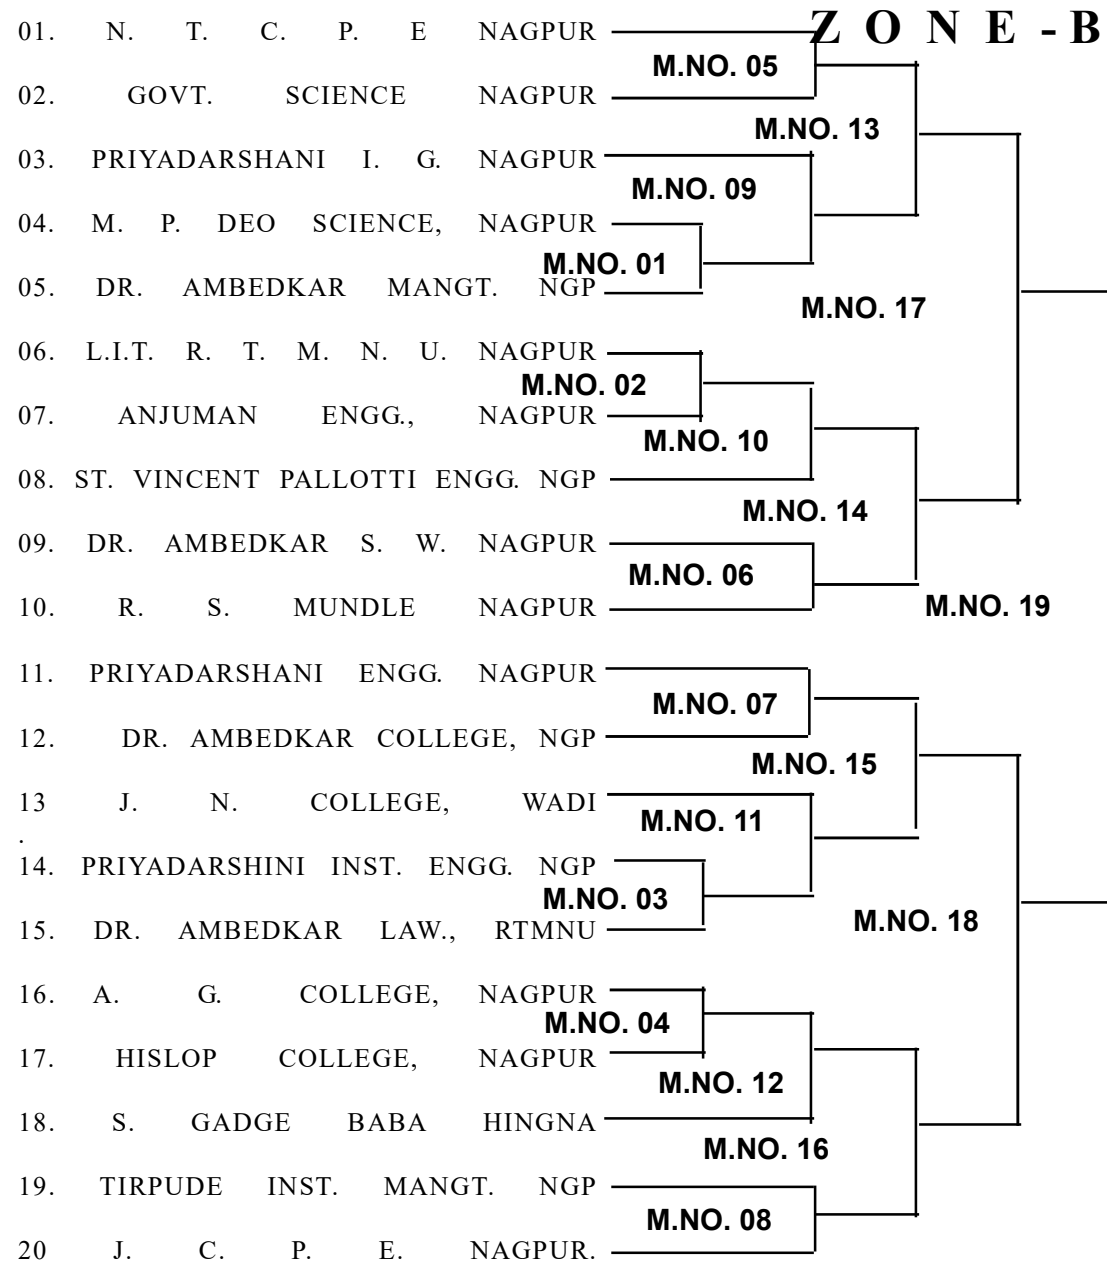 Z O N E - B
01. N. T. C. P. E NAGPUR
M.NO. 05
02. GOVT. SCIENCE NAGPUR
M.NO. 13
03. PRIYADARSHANI I. G. NAGPUR
M.NO. 09
04. M. P. DEO SCIENCE, NAGPUR
M.NO. 01
05. DR. AMBEDKAR MANGT. NGP
M.NO. 17
06. L.I.T. R. T. M. N. U. NAGPUR
M.NO. 02
07. ANJUMAN ENGG., NAGPUR
M.NO. 10
08. ST. VINCENT PALLOTTI ENGG. NGP
M.NO. 14
09. DR. AMBEDKAR S. W. NAGPUR
M.NO. 06
10. R. S. MUNDLE NAGPUR
M.NO. 19
11. PRIYADARSHANI ENGG. NAGPUR
M.NO. 07
12. DR. AMBEDKAR COLLEGE, NGP
M.NO. 15
13 J. N. COLLEGE, WADI
.
M.NO. 11
14. PRIYADARSHINI INST. ENGG. NGP
M.NO. 03
15. DR. AMBEDKAR LAW., RTMNU
M.NO. 18
16. A. G. COLLEGE, NAGPUR
M.NO. 04
17. HISLOP COLLEGE, NAGPUR
M.NO. 12
18. S. GADGE BABA HINGNA
M.NO. 16
19. TIRPUDE INST. MANGT. NGP
M.NO. 08
20 J. C. P. E. NAGPUR.